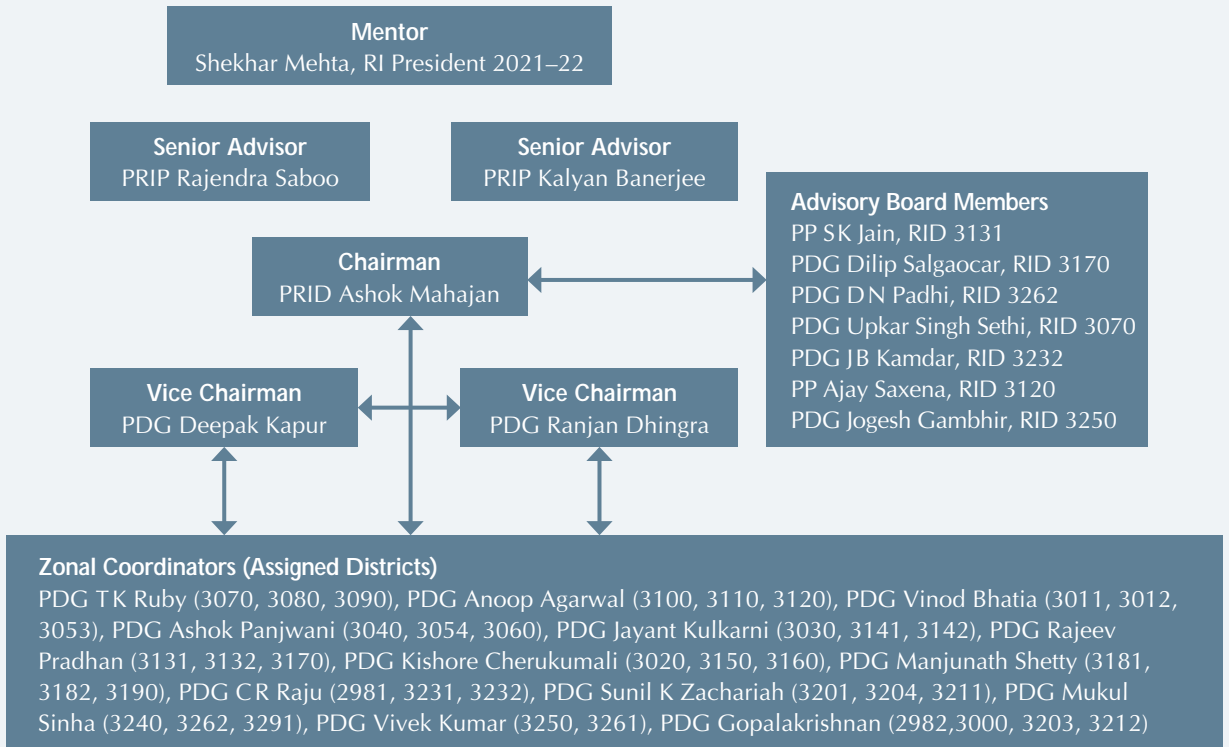 Mentor
Shekhar Mehta, RI President 2021–22
Senior Advisor
PRIP Rajendra Saboo
Senior Advisor
PRIP Kalyan Banerjee
Advisory Board Members
PP SK Jain, RID 3131
PDG Dilip Salgaocar, RID 3170
PDG DN Padhi, RID 3262
PDG Upkar Singh Sethi, RID 3070
PDG JB Kamdar, RID 3232
PP Ajay Saxena, RID 3120
PDG Jogesh Gambhir, RID 3250
Chairman
PRID Ashok Mahajan
Vice Chairman
PDG Deepak Kapur
Vice Chairman
PDG Ranjan Dhingra
Zonal Coordinators (Assigned Districts)
PDG TK Ruby (3070, 3080, 3090), PDG Anoop Agarwal (3100, 3110, 3120), PDG Vinod Bhatia (3011, 3012,
3053), PDG Ashok Panjwani (3040, 3054, 3060), PDG Jayant Kulkarni (3030, 3141, 3142), PDG Rajeev
Pradhan (3131, 3132, 3170), PDG Kishore Cherukumali (3020, 3150, 3160), PDG Manjunath Shetty (3181,
3182, 3190), PDG CR Raju (2981, 3231, 3232), PDG Sunil K Zachariah (3201, 3204, 3211), PDG Mukul
Sinha (3240, 3262, 3291), PDG Vivek Kumar (3250, 3261), PDG Gopalakrishnan (2982,3000, 3203, 3212)